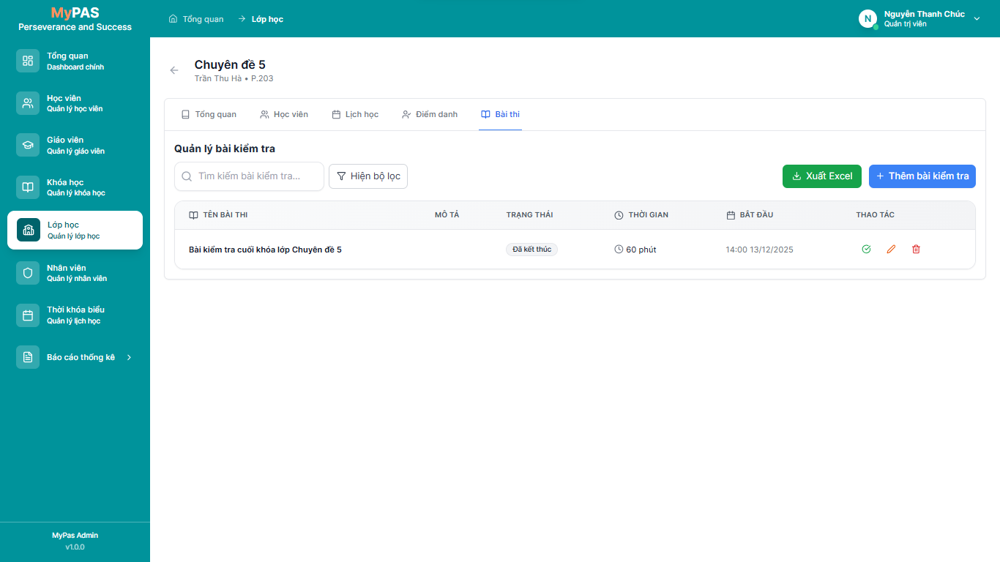 MyPAS
Perseverance and Success
Tổng quan
Dashboard chính
Học viên
Quản lý học viên
Giáo viên
Quản lý giáo viên
Khóa học
Quản lý khóa học
Lớp học
Quản lý lớp học
Nhân viên
Quản lý nhân viên
Thời khóa biểu
Quản lý lịch học
Báo cáo thống kê
MyPas Admin
v1.0.0
Tổng quan → Lớp học
N
Nguyễn Thanh Chúc
Quản trị viên
Chuyên đề 5
Trần Thu Hà • P.203
Tổng quan Học viên Lịch học Điểm danh Bài thi
Quản lý bài kiểm tra
Tìm kiếm bài kiểm tra... Hiện bộ lọc Xuất Excel + Thêm bài kiểm tra
TÊN BÀI THI MÔ TẢ TRẠNG THÁI THỜI GIAN BẮT ĐẦU THAO TÁC
Bài kiểm tra cuối khóa lớp Chuyên đề 5 Đã kết thúc 60 phút 14:00 13/12/2025